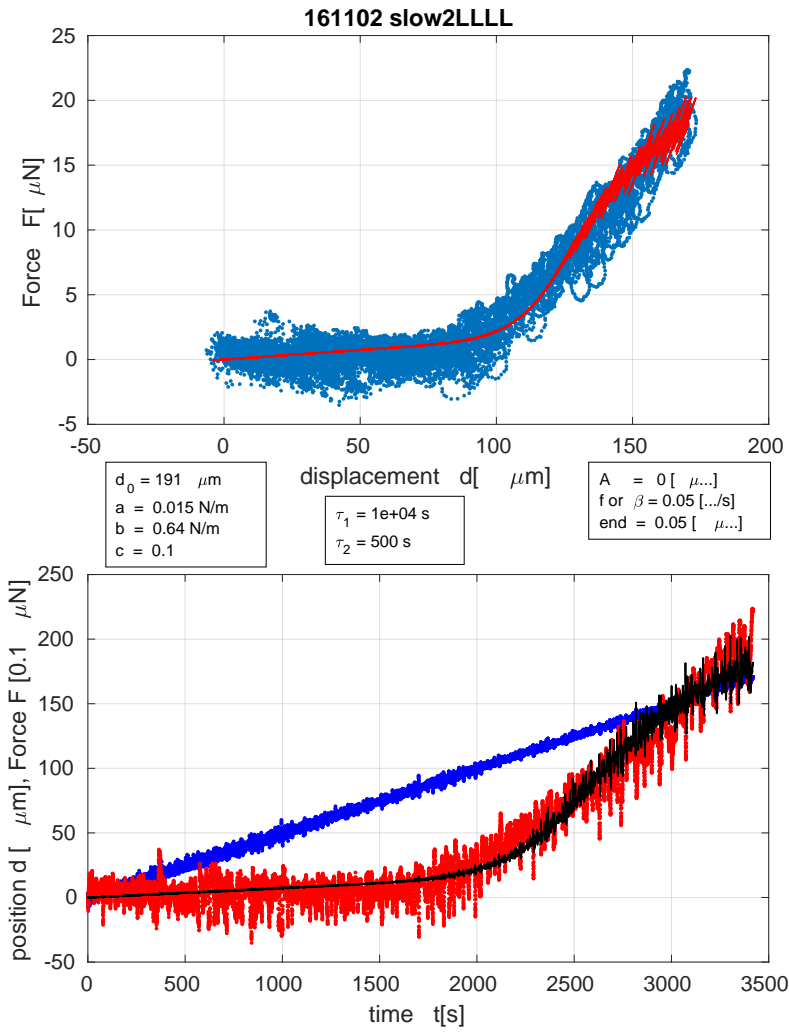 161102 slow2LLLL
25
20
15
10
5
0
-5
Force F[ μN]
-50 0 50 100 150 200
displacement d[ μm]
d0 = 191 μm
a = 0.015 N/m
b = 0.64 N/m
c = 0.1
τ1 = 1e+04 s
τ2 = 500 s
A = 0 [ μ...]
f or β = 0.05 [.../s]
end = 0.05 [ μ...]
250
200
150
100
50
0
-50
position d [ μm], Force F [0.1 μN]
0 500 1000 1500 2000 2500 3000 3500
time t[s]